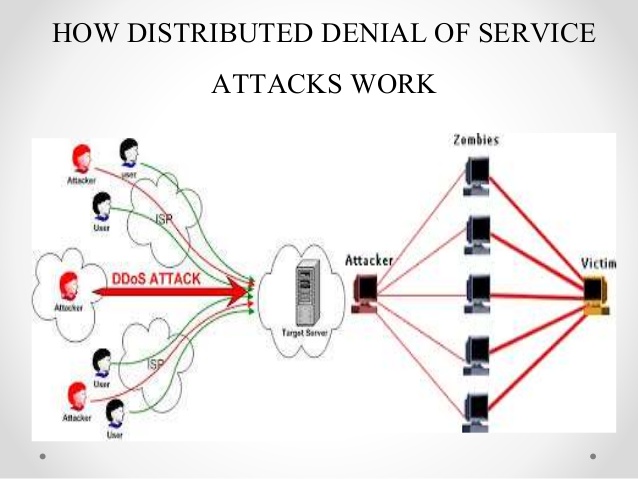 HOW DISTRIBUTED DENIAL OF SERVICE
ATTACKS WORK
Attacker
user
User
ISP
DDoS ATTACK
Attacker
Target Server
User
ISP
Attacker
User
Zombies
Attacker
Victim